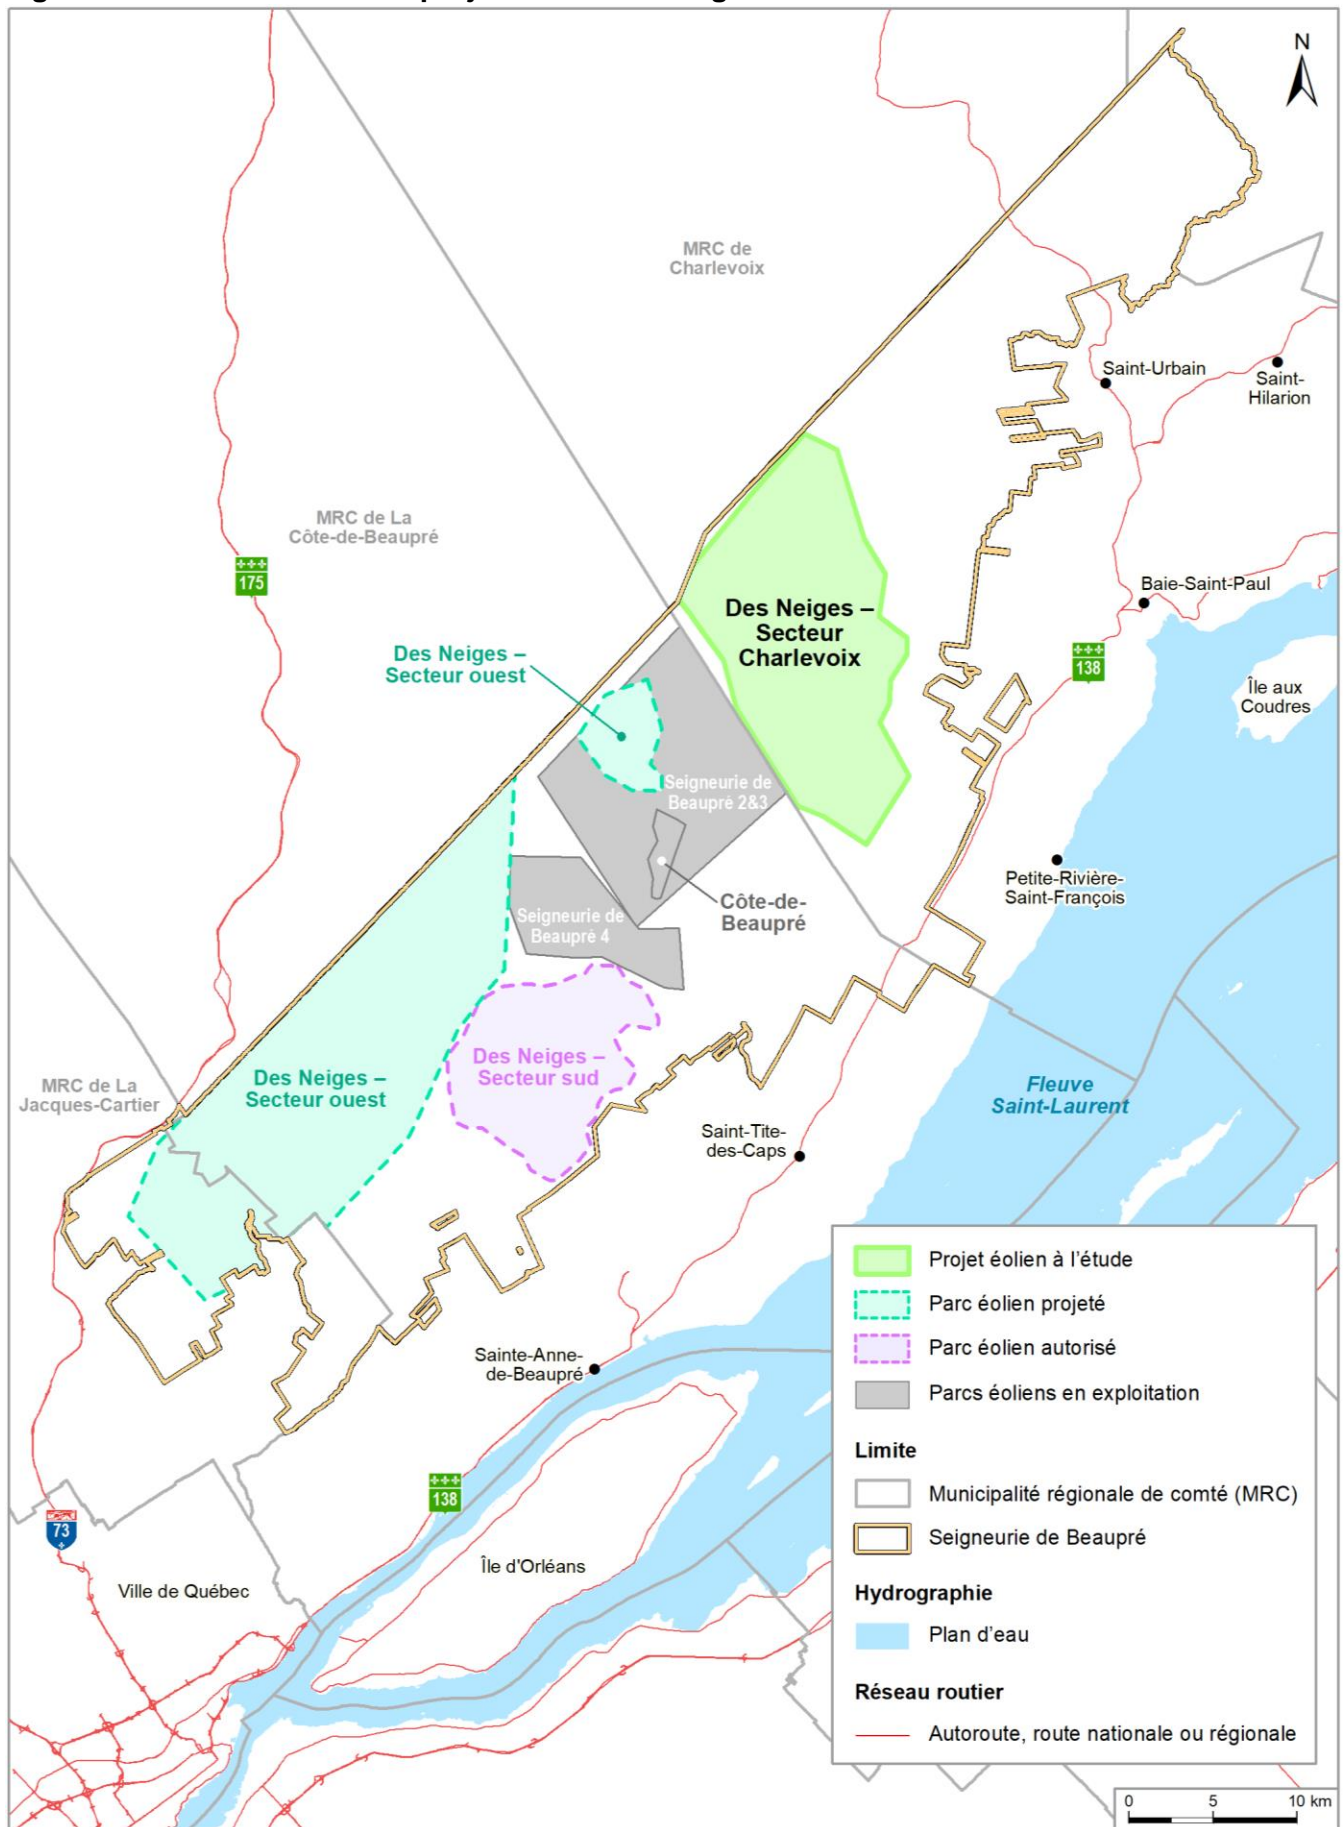 N
MRC de
Charlevoix
Saint-Urbain
Saint-
Hilarion
MRC de La
Côte-de-Beaupré
175
Baie-Saint-Paul
Des Neiges –
Secteur
Charlevoix
Des Neiges –
Secteur ouest
138
Île aux
Coudres
Seigneurie de
Beaupré 2&3
Petite-Rivière-
Saint-François
Côte-de-
Beaupré
Seigneurie de
Beaupré 4
Des Neiges –
Secteur sud
Des Neiges –
Secteur ouest
MRC de La
Jacques-Cartier
Fleuve
Saint-Laurent
Saint-Tite-
des-Caps
Sainte-Anne-
de-Beaupré
138
73
Île d'Orléans
Ville de Québec
Projet éolien à l'étude
Parc éolien projeté
Parc éolien autorisé
Parcs éoliens en exploitation
Limite
Municipalité régionale de comté (MRC)
Seigneurie de Beaupré
Hydrographie
Plan d'eau
Réseau routier
Autoroute, route nationale ou régionale
0 5 10 km